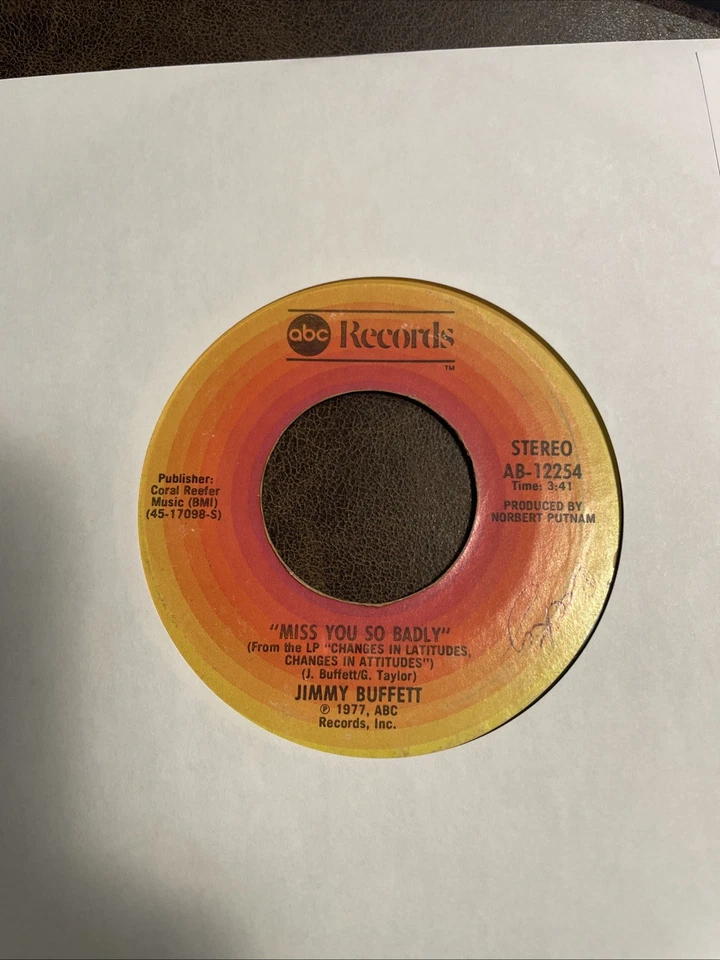 abc Records
TM
STEREO
AB-12254
Time: 3:41
PRODUCED BY
NORBERT PUTNAM
Publisher:
Coral Reefer
Music (BMI)
(45-17098-S)
"MISS YOU SO BADLY"
(From the LP "CHANGES IN LATITUDES,
CHANGES IN ATTITUDES")
(J. Buffett/G. Taylor)
JIMMY BUFFETT
℗ 1977, ABC
Records, Inc.